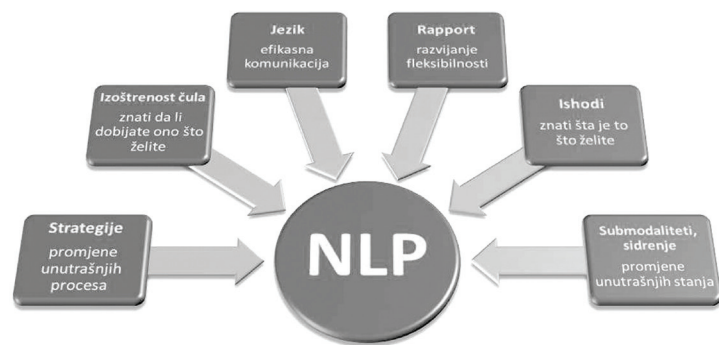 Jezik
efikasna
komunikacija
Rapport
razvijanje
fleksibilnosti
Izoštrenost čula
znati da li
dobijate ono što
želite
Ishodi
znati šta je to
što želite
Strategije
promjene
unutrašnjih
procesa
NLP
Submodaliteti,
sidrenje
promjene
unutrašnjih stanja